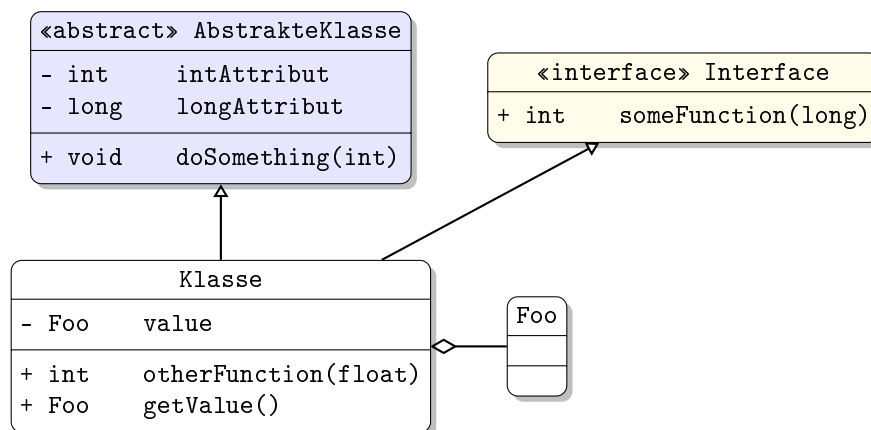 «abstract» AbstrakteKlasse
- int intAttribut
- long longAttribut
+ void doSomething(int)
«interface» Interface
+ int someFunction(long)
Klasse
- Foo value
+ int otherFunction(float)
+ Foo getValue()
Foo